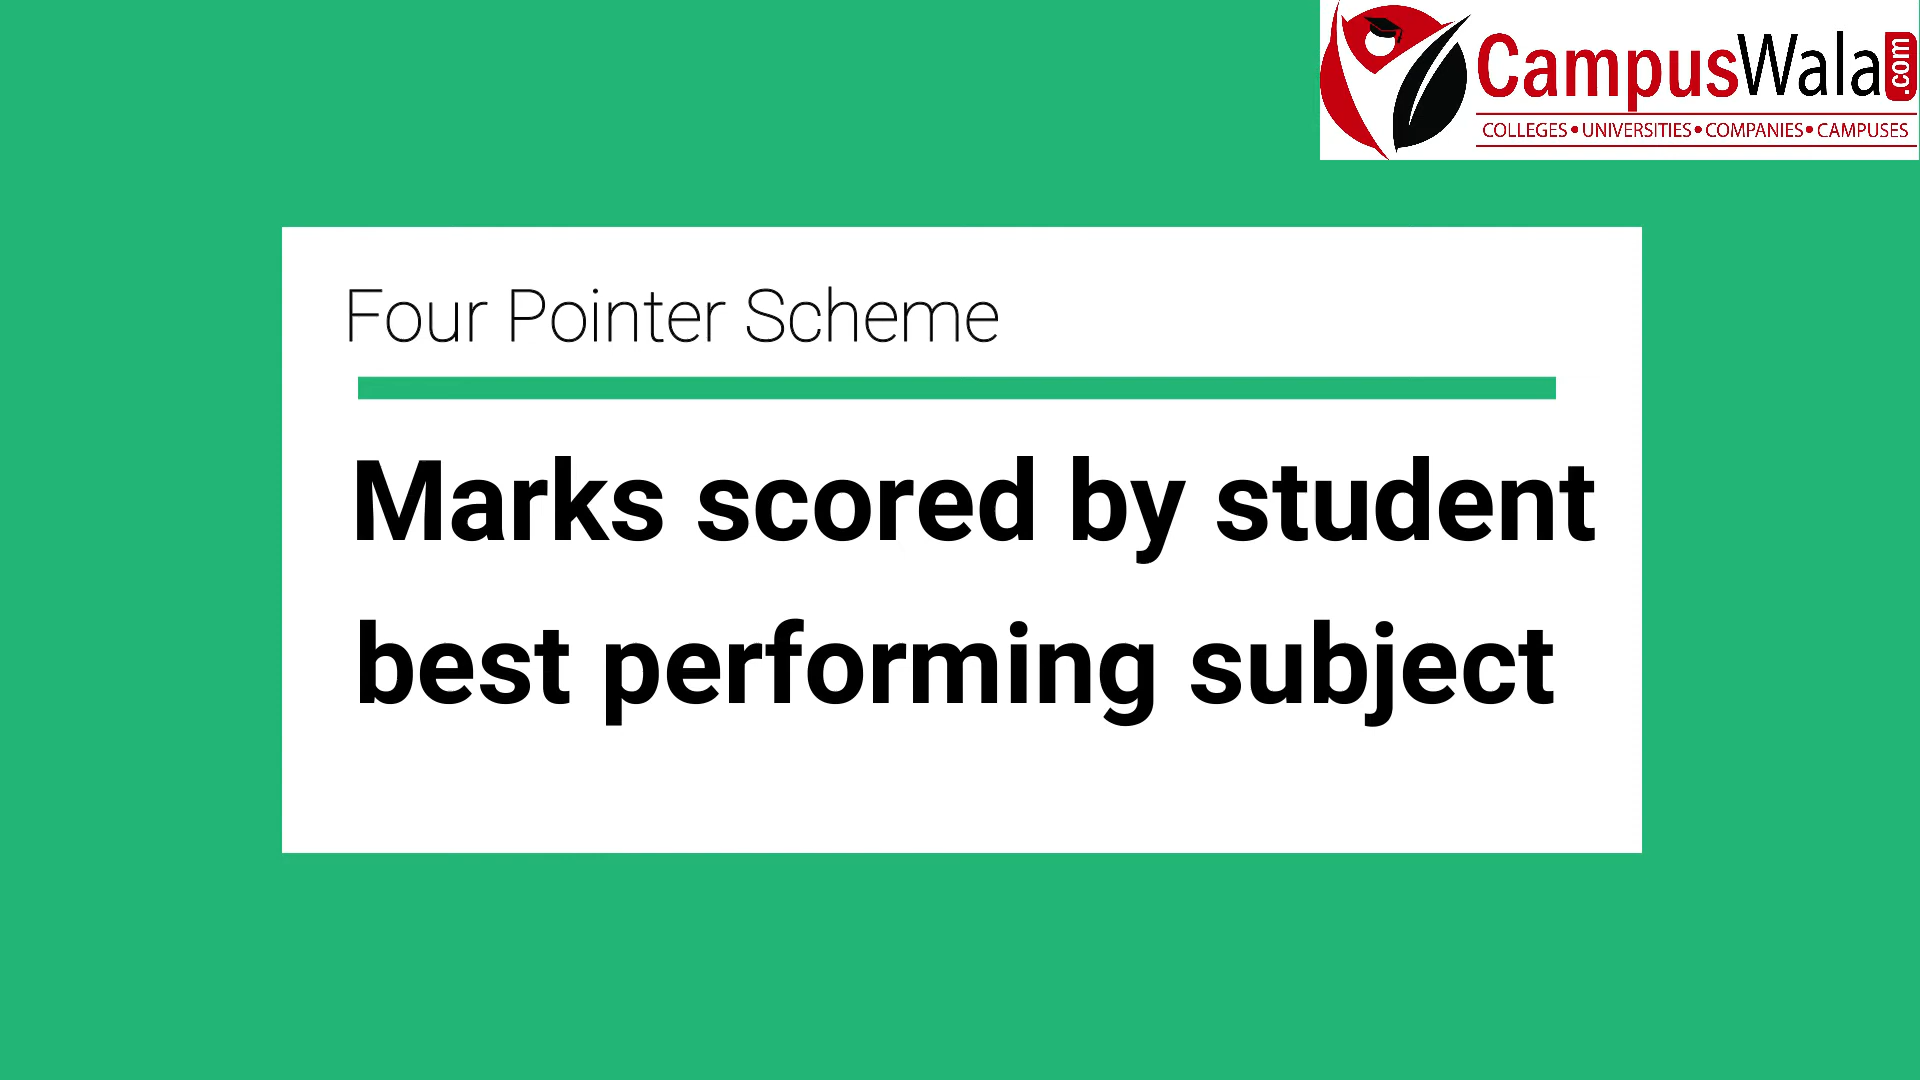 CampusWala.com
COLLEGES • UNIVERSITIES • COMPANIES • CAMPUSES
Four Pointer Scheme
Marks scored by student
best performing subject